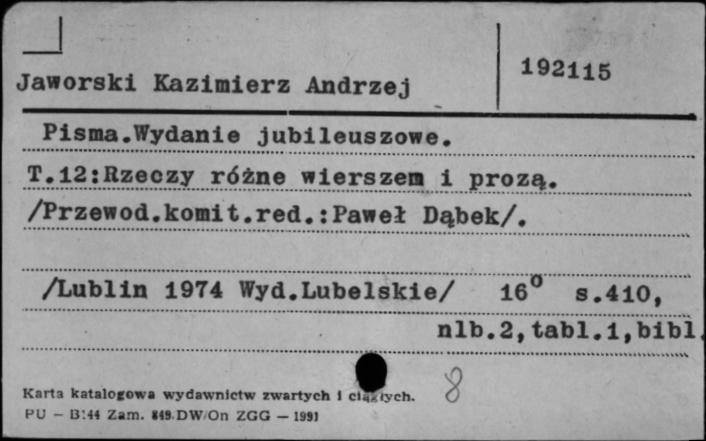 192115
Jaworski Kazimierz Andrzej
Pisma.Wydanie jubileuszowe.
T.12:Rzeczy różne wierszem i prozą.
/Przewod.komit.red.:Paweł Dąbek/.
/Lublin 1974 Wyd.Lubelskie/ 16° s.410,
nlb.2,tabl.1,bibl.
8
Karta katalogowa wydawnictw zwartych i ciągłych.
PU – B:44 Zam. 849.DW/On ZGG – 1991